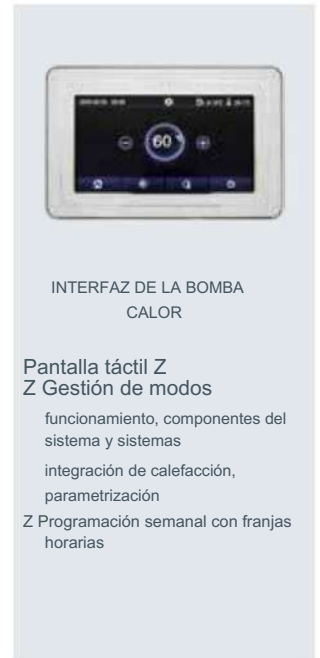 60
INTERFAZ DE LA BOMBA
CALOR
Pantalla táctil Z
Z Gestión de modos
funcionamiento, componentes del
sistema y sistemas
integración de calefacción,
parametrización
Z Programación semanal con franjas
horarias